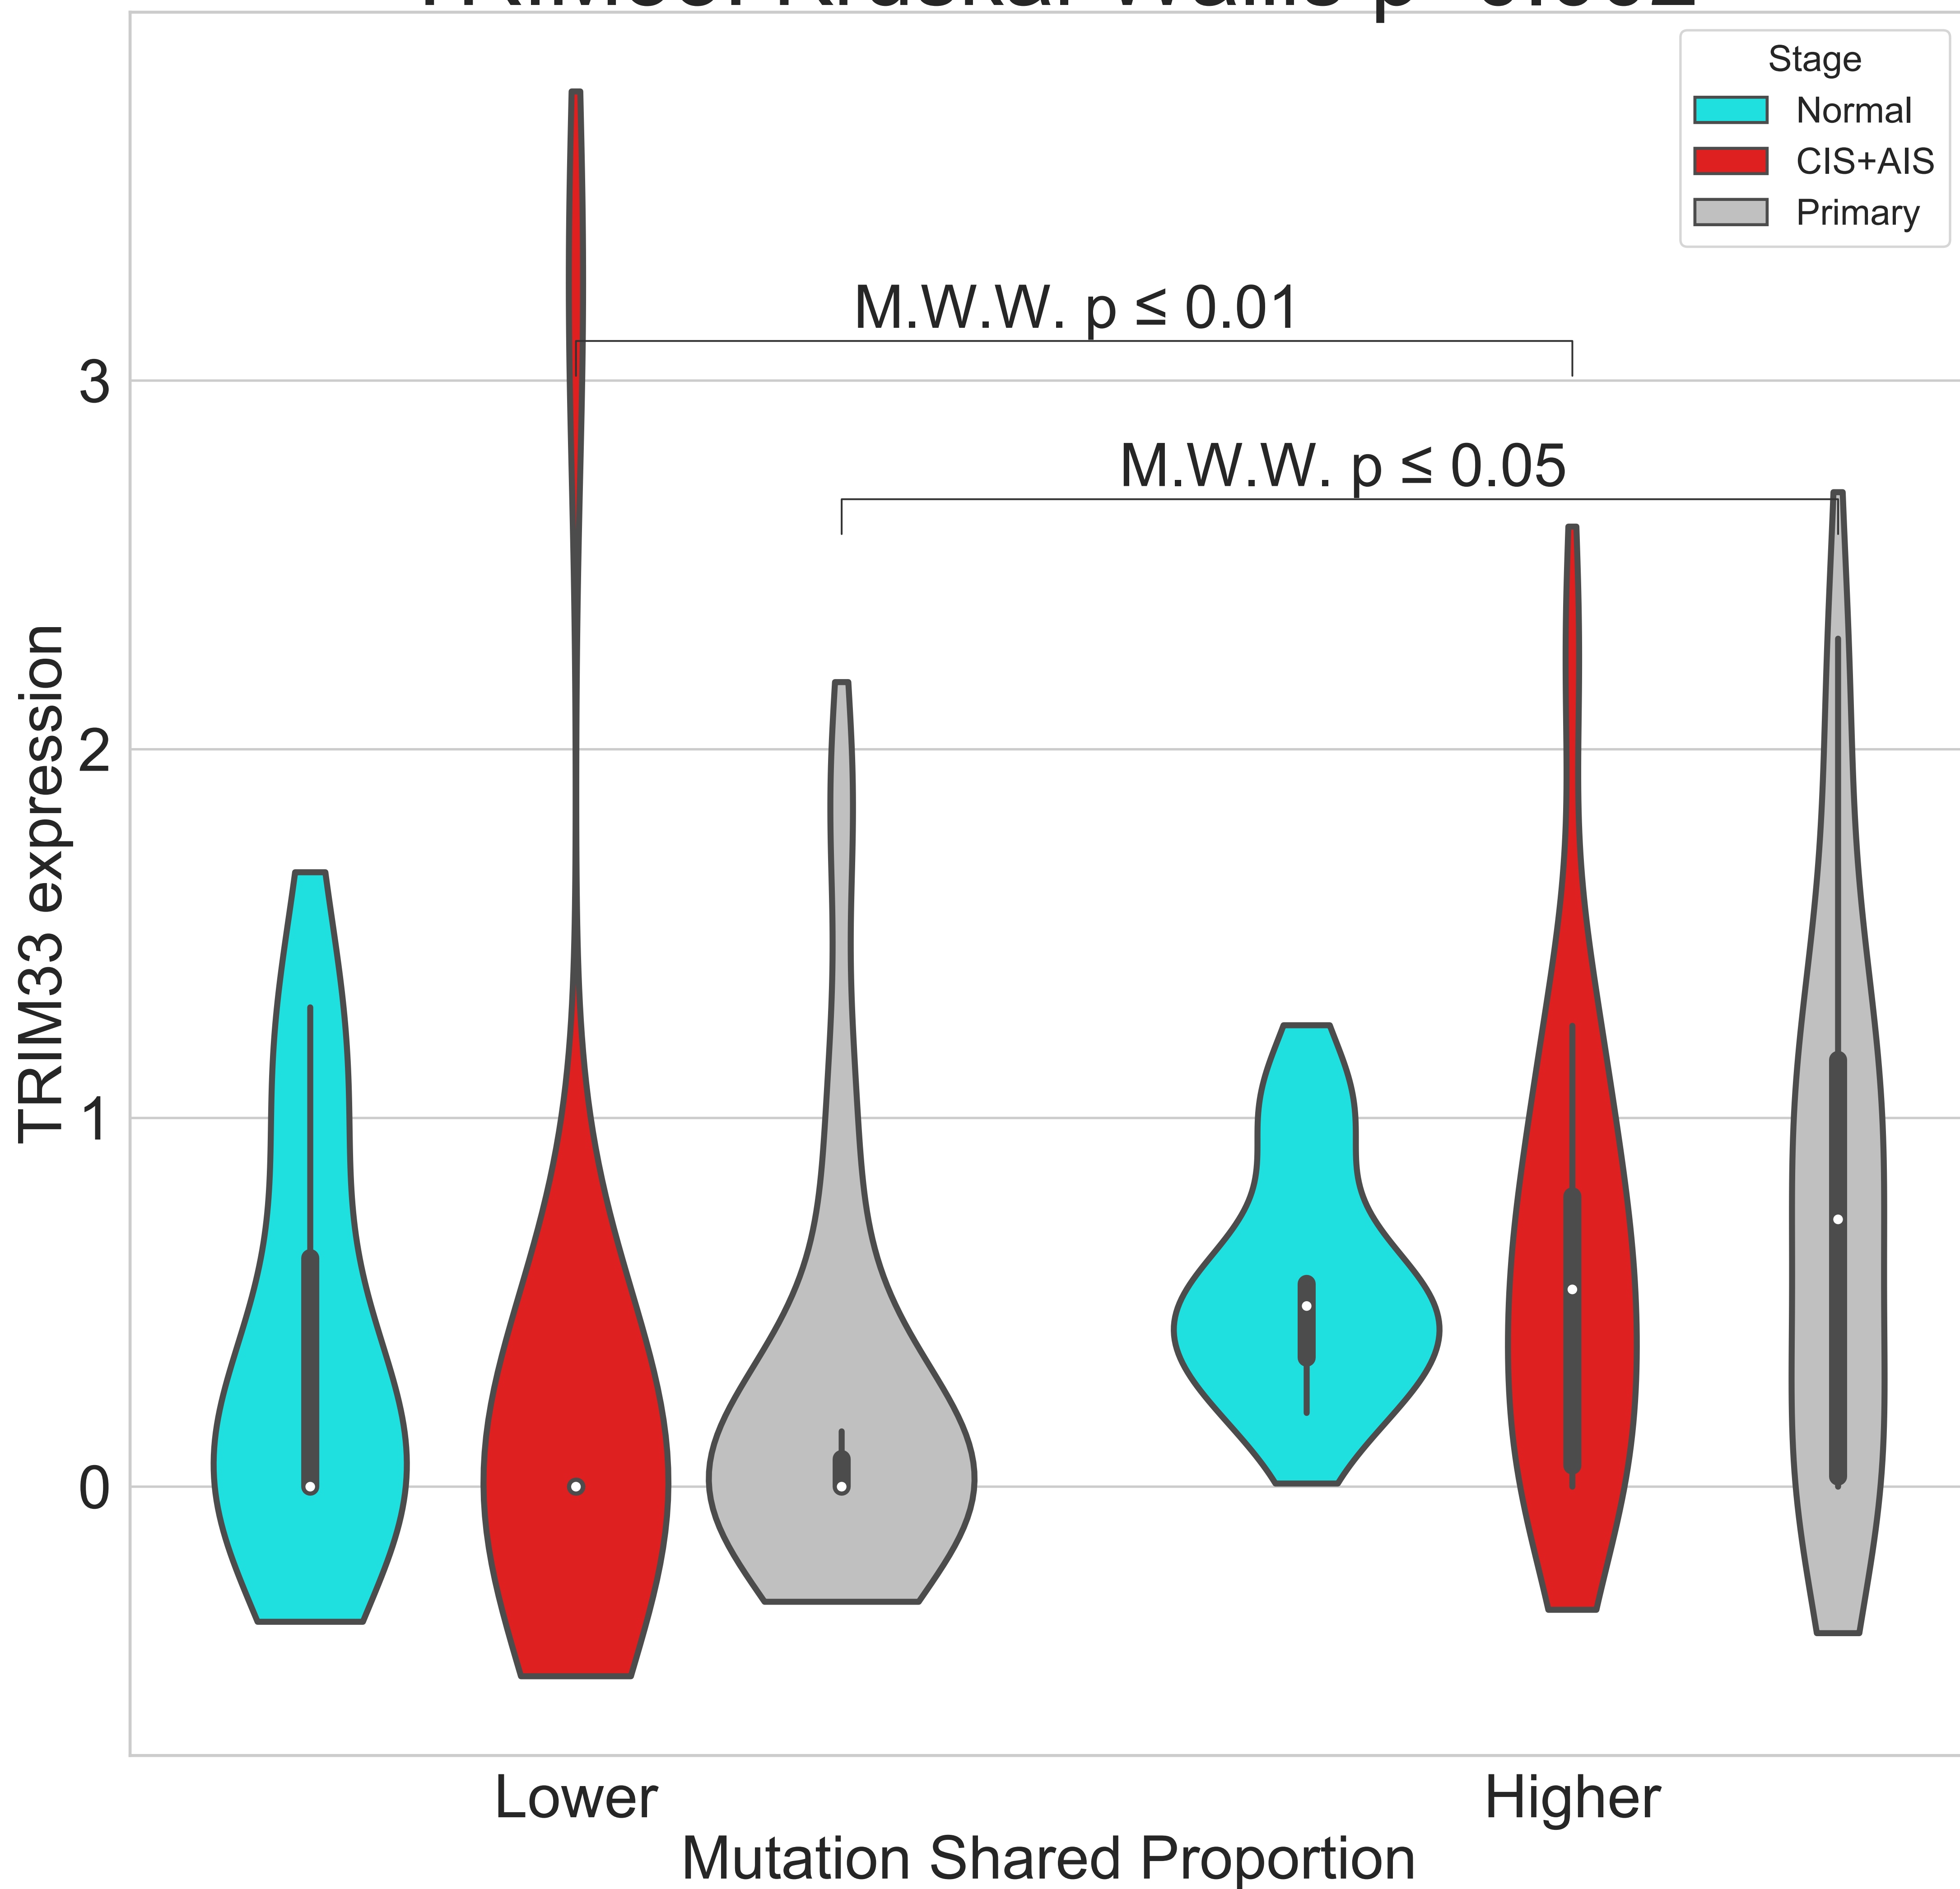 Stage
Normal
CIS+AIS
Primary
M.W.W. p ≤ 0.01
M.W.W. p ≤ 0.05
TRIM33 expression
3
2
1
0
Lower
Higher
Mutation Shared Proportion